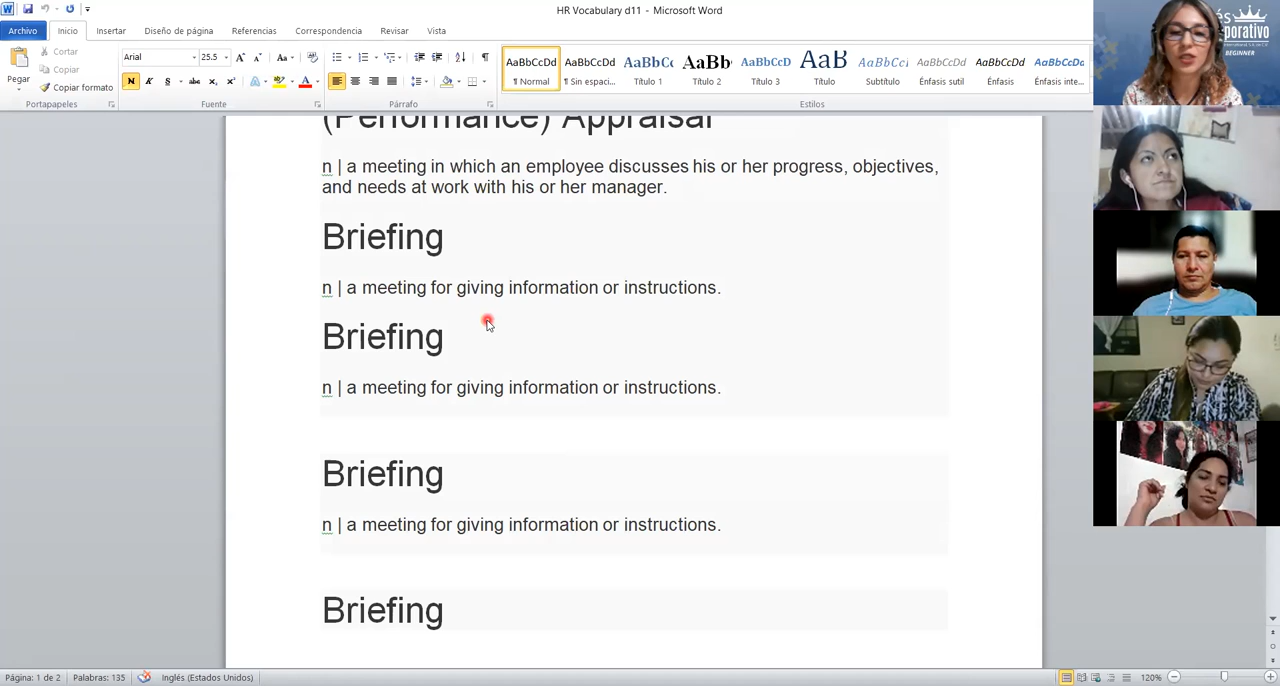 HR Vocabulary d11 - Microsoft Word
Archivo Inicio Insertar Diseño de página Referencias Correspondencia Revisar Vista
Pegar
Cortar
Copiar
Copiar formato
Portapapeles
Arial 25.5
Fuente
Párrafo
AaBbCcDd AaBbCcDd AaBbCc AaBb AaBbCcD AaB AaBbCcI AaBbCcDd AaBbCcDd AaBbCcDd
¶ Normal ¶ Sin espaci... Título 1 Título 2 Título 3 Título Subtítulo Énfasis sutil Énfasis Énfasis inte...
Estilos
(Performance) Appraisal
n | a meeting in which an employee discusses his or her progress, objectives,
and needs at work with his or her manager.
Briefing
n | a meeting for giving information or instructions.
Briefing
n | a meeting for giving information or instructions.
Briefing
n | a meeting for giving information or instructions.
Briefing
Página: 1 de 2 Palabras: 135 Inglés (Estados Unidos) 120%
BEGINNER